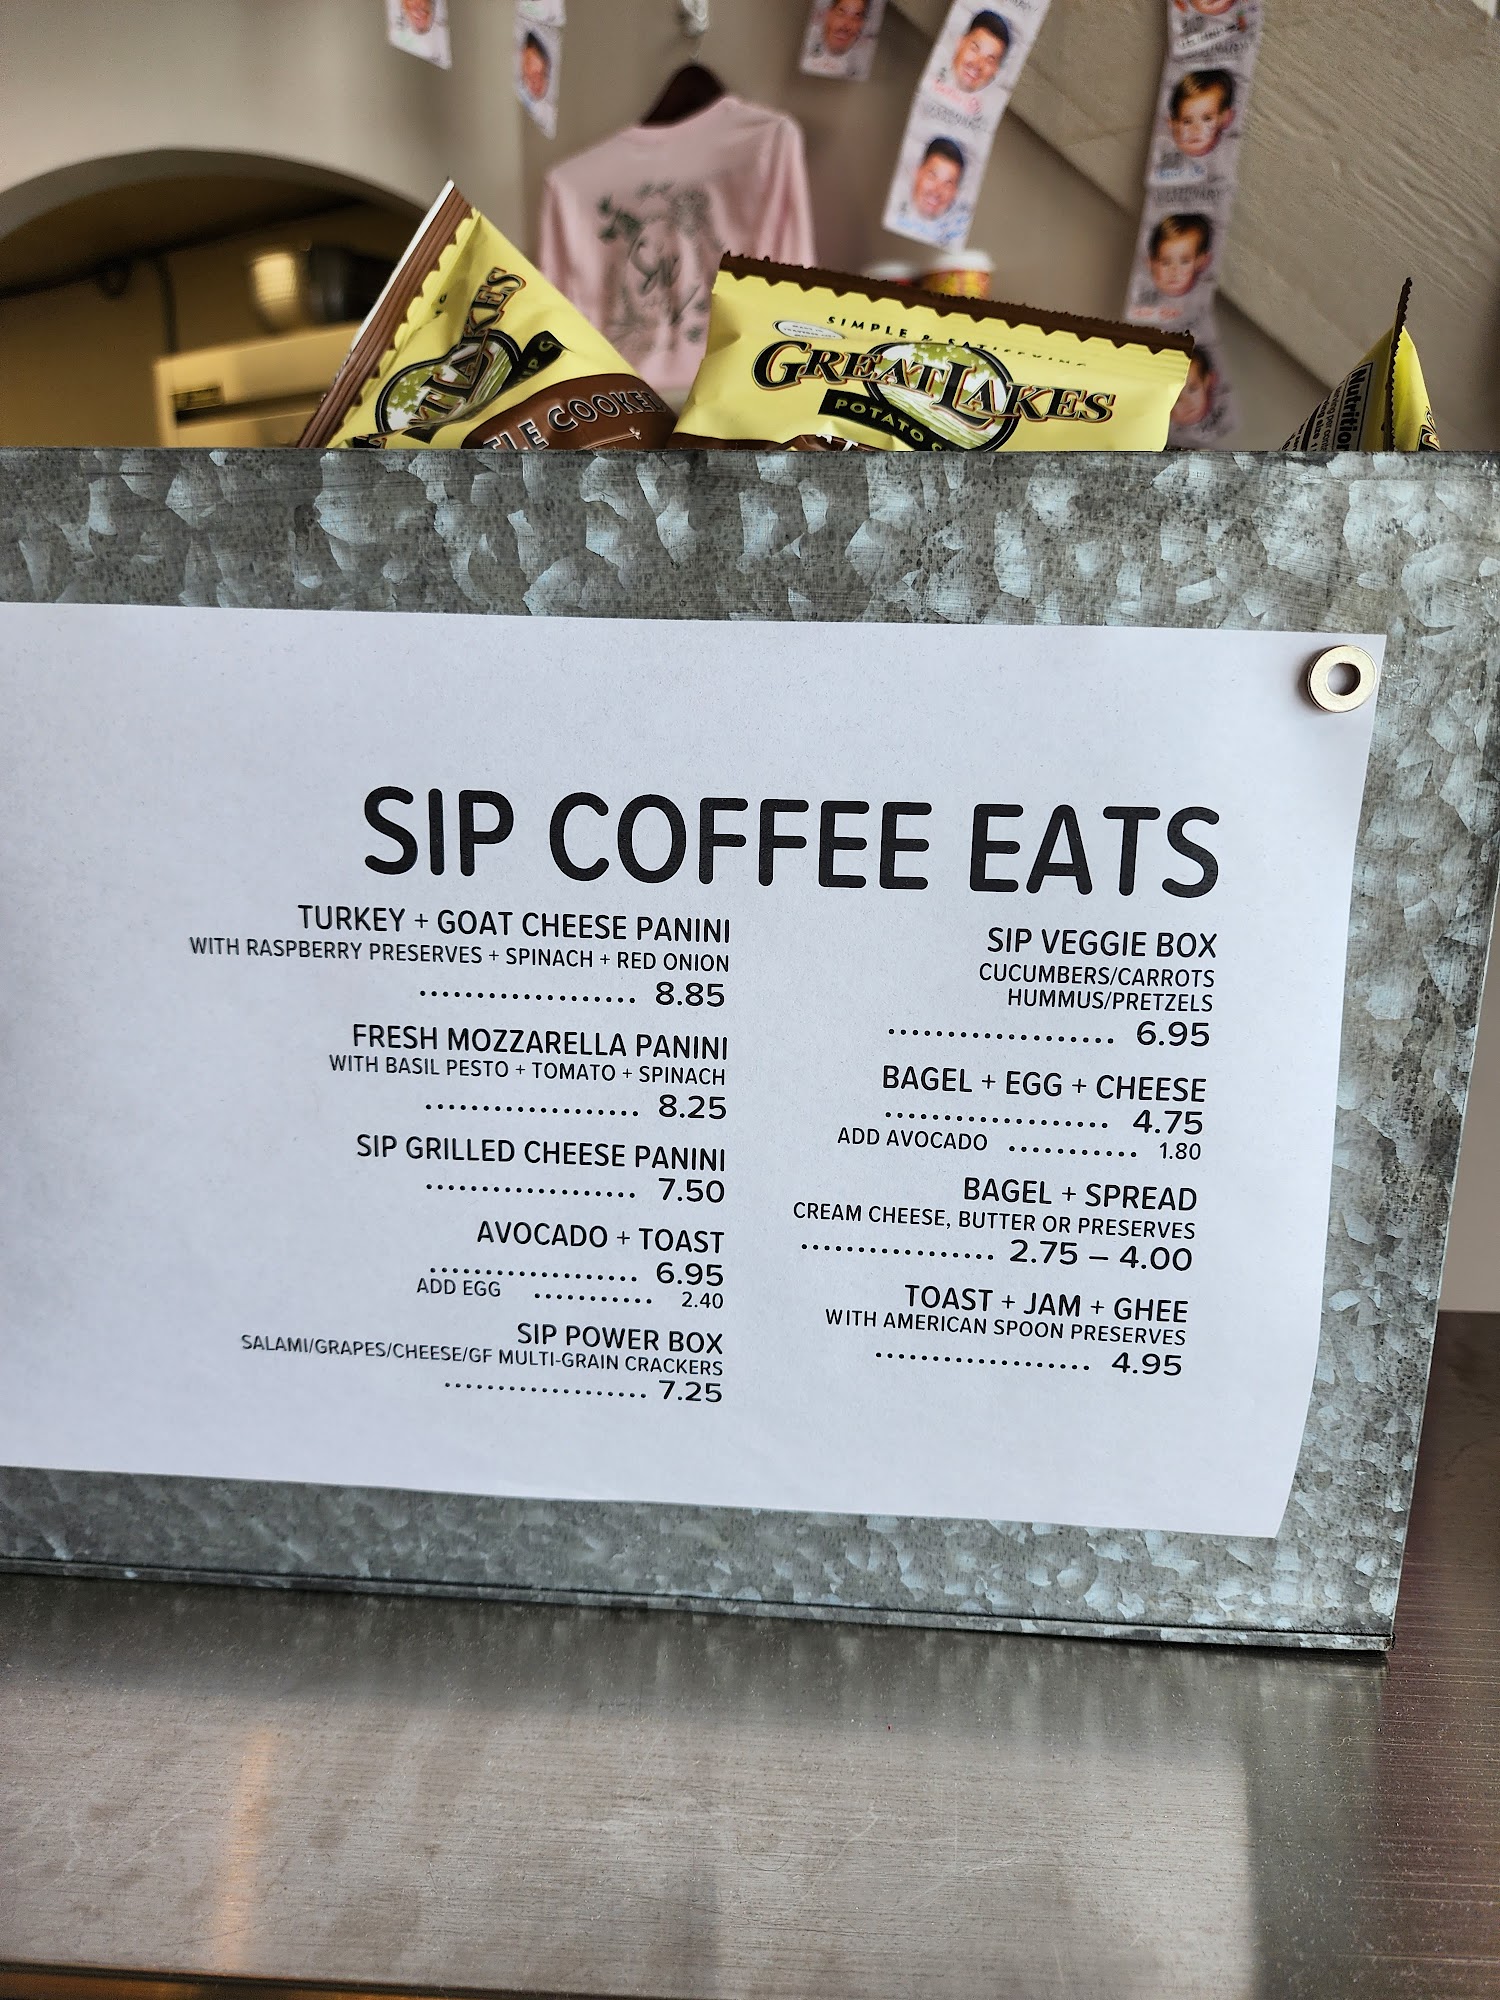 SIMPLE &
GREAT LAKES
POTATO
KES
TLE COOKED
Nutrition
SIP COFFEE EATS
TURKEY + GOAT CHEESE PANINI
WITH RASPBERRY PRESERVES + SPINACH + RED ONION
................... 8.85
FRESH MOZZARELLA PANINI
WITH BASIL PESTO + TOMATO + SPINACH
................... 8.25
SIP GRILLED CHEESE PANINI
................... 7.50
AVOCADO + TOAST
................... 6.95
ADD EGG ........... 2.40
SIP POWER BOX
SALAMI/GRAPES/CHEESE/GF MULTI-GRAIN CRACKERS
................... 7.25
SIP VEGGIE BOX
CUCUMBERS/CARROTS
HUMMUS/PRETZELS
................... 6.95
BAGEL + EGG + CHEESE
................... 4.75
ADD AVOCADO ........... 1.80
BAGEL + SPREAD
CREAM CHEESE, BUTTER OR PRESERVES
................. 2.75 – 4.00
TOAST + JAM + GHEE
WITH AMERICAN SPOON PRESERVES
................... 4.95